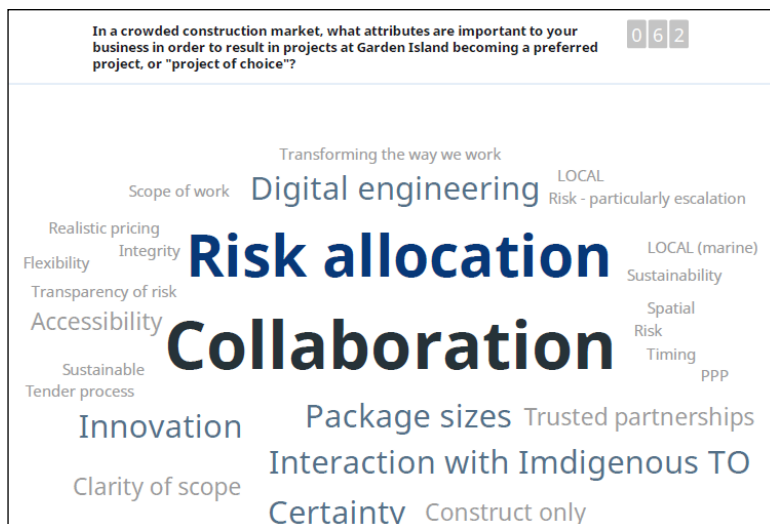 In a crowded construction market, what attributes are important to your
business in order to result in projects at Garden Island becoming a preferred
project, or "project of choice"?
0 6 2
Transforming the way we work
LOCAL
Scope of work
Digital engineering
Risk - particularly escalation
Realistic pricing
Integrity
Risk allocation
LOCAL (marine)
Flexibility
Sustainability
Transparency of risk
Accessibility
Spatial
Risk
Collaboration
Timing
Sustainable
PPP
Tender process
Innovation
Package sizes
Trusted partnerships
Interaction with Imdigenous TO
Clarity of scope
Certainty
Construct only